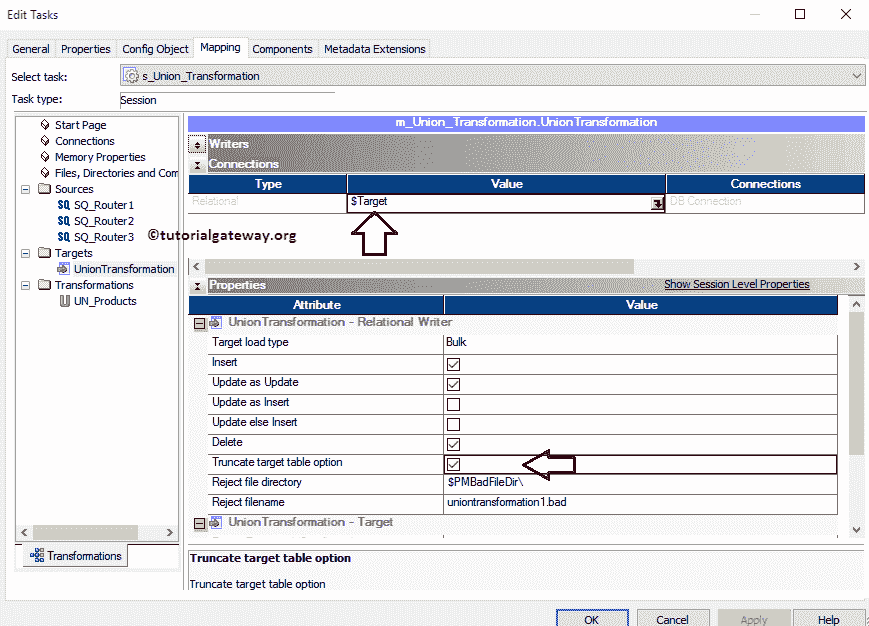 Edit Tasks
General Properties Config Object Mapping Components Metadata Extensions
Select task: s_Union_Transformation
Task type: Session
Start Page
Connections
Memory Properties
Files, Directories and Com
Sources
SQ_Router1
SQ_Router2
SQ_Router3
Targets
UnionTransformation
Transformations
UN_Products
Transformations
©tutorialgateway.org
m_Union_Transformation.UnionTransformation
Writers
Connections
Type Value Connections
Relational $Target DB Connection
Properties Show Session Level Properties
Attribute Value
UnionTransformation - Relational Writer
Target load type Bulk
Insert
Update as Update
Update as Insert
Update else Insert
Delete
Truncate target table option
Reject file directory $PMBadFileDir\
Reject filename uniontransformation1.bad
UnionTransformation - Target
Truncate target table option
Truncate target table option
OK Cancel Apply Help